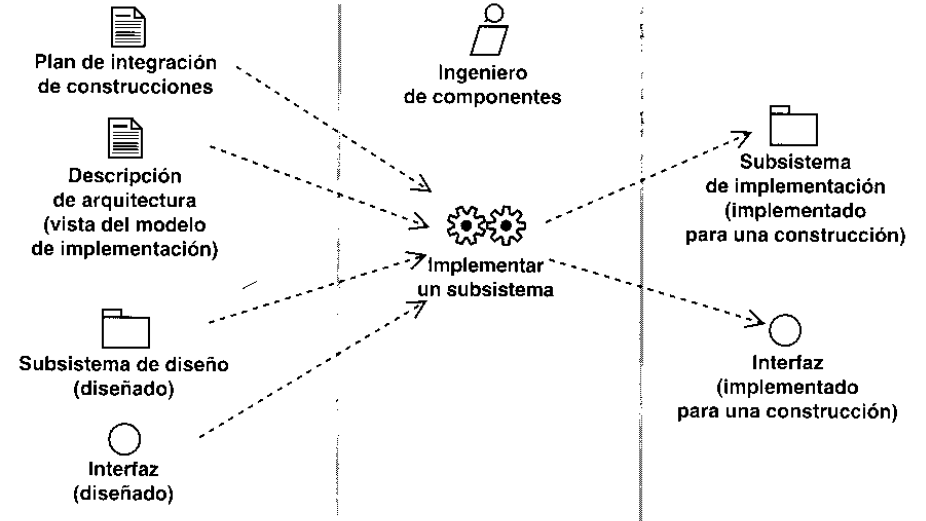 Plan de integración
de construcciones
Descripción
de arquitectura
(vista del modelo
de implementación)
Subsistema de diseño
(diseñado)
Interfaz
(diseñado)
Ingeniero
de componentes
Implementar
un subsistema
Subsistema
de implementación
(implementado
para una construcción)
Interfaz
(implementado
para una construcción)